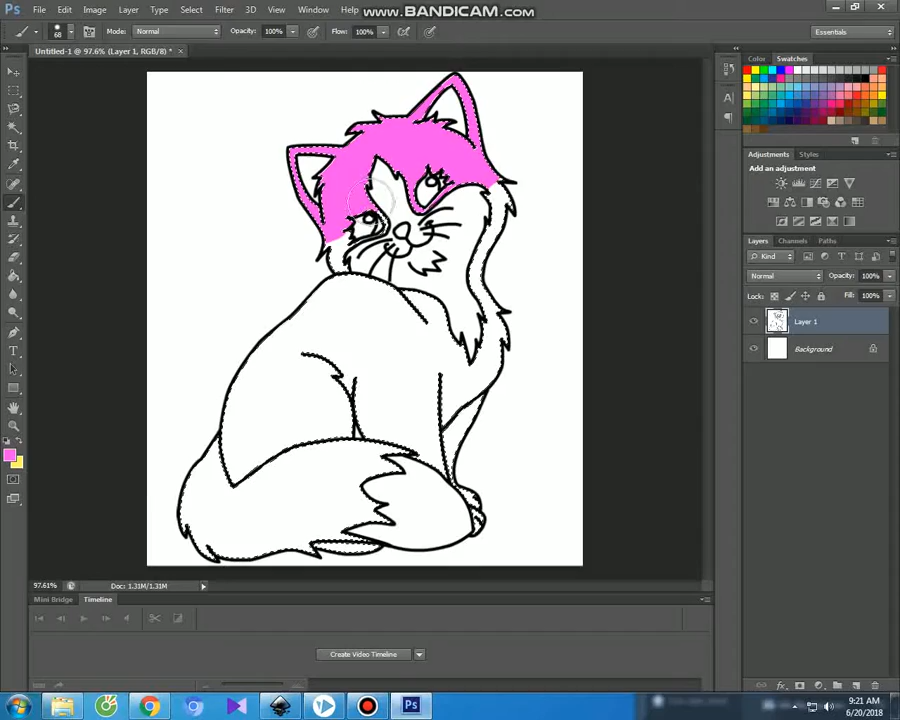 Ps File Edit Image Layer Type Select Filter 3D View Window Help www.BANDICAM.com
68 Mode: Normal Opacity: 100% Flow: 100% Essentials
Untitled-1 @ 97.6% (Layer 1, RGB/8) * ×
Color Swatches
Adjustments Styles
Add an adjustment
Layers Channels Paths
Kind
Normal Opacity: 100%
Lock: Fill: 100%
Layer 1
Background
97.61% Doc: 1.31M/1.31M
Mini Bridge Timeline
Create Video Timeline
Ps 9:21 AM
6/20/2018